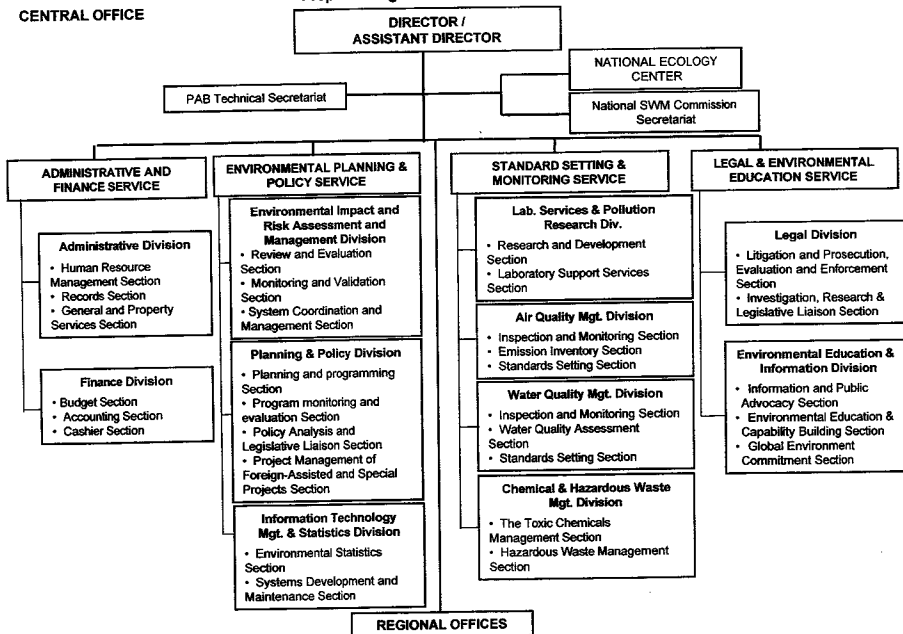 CENTRAL OFFICE
DIRECTOR /
ASSISTANT DIRECTOR
NATIONAL ECOLOGY
CENTER
PAB Technical Secretariat
National SWM Commission
Secretariat
ADMINISTRATIVE AND
FINANCE SERVICE
Administrative Division
• Human Resource
Management Section
• Records Section
• General and Property
Services Section
Finance Division
• Budget Section
• Accounting Section
• Cashier Section
ENVIRONMENTAL PLANNING &
POLICY SERVICE
Environmental Impact and
Risk Assessment and
Management Division
• Review and Evaluation
Section
• Monitoring and Validation
Section
• System Coordination and
Management Section
Planning & Policy Division
• Planning and programming
Section
• Program monitoring and
evaluation Section
• Policy Analysis and
Legislative Liaison Section
• Project Management of
Foreign-Assisted and Special
Projects Section
Information Technology
Mgt. & Statistics Division
• Environmental Statistics
Section
• Systems Development and
Maintenance Section
STANDARD SETTING &
MONITORING SERVICE
Lab. Services & Pollution
Research Div.
• Research and Development
Section
• Laboratory Support Services
Section
Air Quality Mgt. Division
• Inspection and Monitoring Section
• Emission Inventory Section
• Standards Setting Section
Water Quality Mgt. Division
• Inspection and Monitoring Section
• Water Quality Assessment
Section
• Standards Setting Section
Chemical & Hazardous Waste
Mgt. Division
• The Toxic Chemicals
Management Section
• Hazardous Waste Management
Section
LEGAL & ENVIRONMENTAL
EDUCATION SERVICE
Legal Division
• Litigation and Prosecution,
Evaluation and Enforcement
Section
• Investigation, Research &
Legislative Liaison Section
Environmental Education &
Information Division
• Information and Public
Advocacy Section
• Environmental Education &
Capability Building Section
• Global Environment
Commitment Section
REGIONAL OFFICES